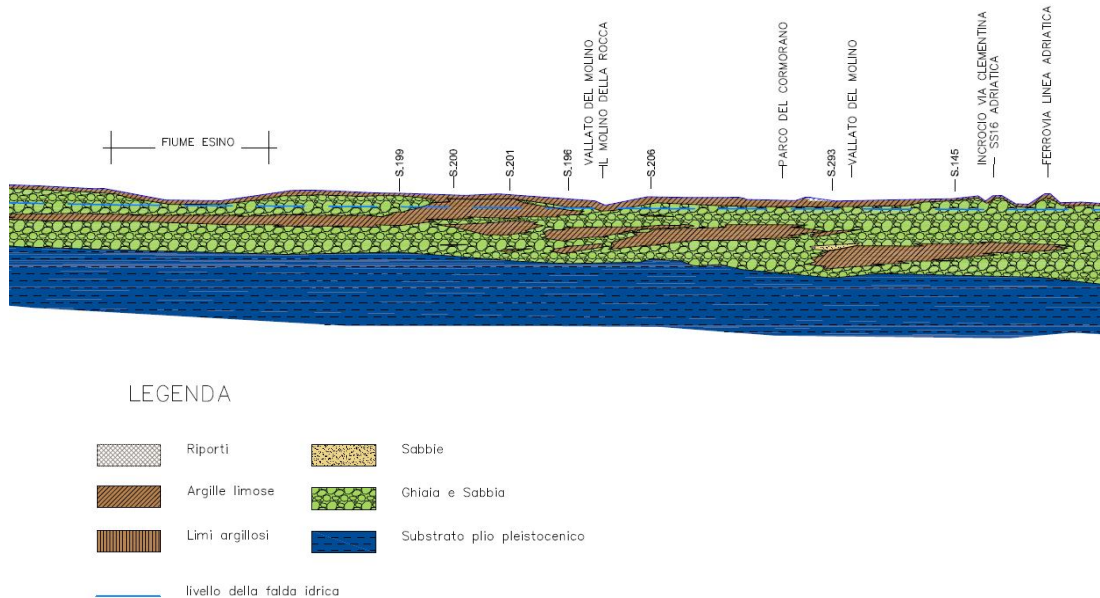 FIUME ESINO
S.199
S.200
S.201
S.196
VALLATO DEL MOLINO
IL MOLINO DELLA ROCCA
S.206
PARCO DEL CORMORANO
S.293
VALLATO DEL MOLINO
S.145
INCROCIO VIA CLEMENTINA
SS16 ADRIATICA
FERROVIA LINEA ADRIATICA
LEGENDA
Riporti
Sabbie
Argille limose
Ghiaia e Sabbia
Limi argillosi
Substrato plio pleistocenico
livello della falda idrica